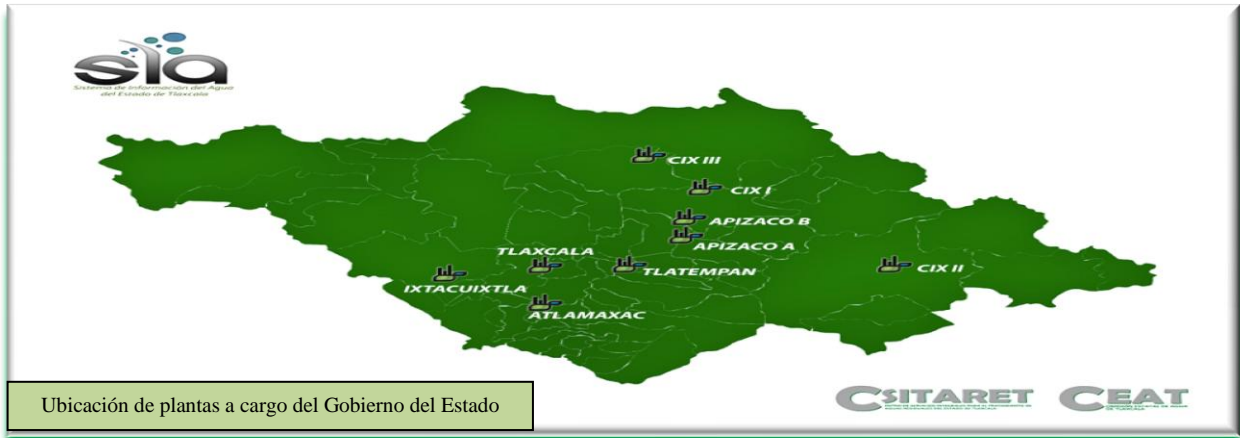 sia
Sistema de Información del Agua
del Estado de Tlaxcala
CIX III
CIX I
APIZACO B
APIZACO A
TLAXCALA
TLATEMPAN
CIX II
IXTACUIXTLA
ATLAMAXAC
Ubicación de plantas a cargo del Gobierno del Estado
CSITARET
CEAT